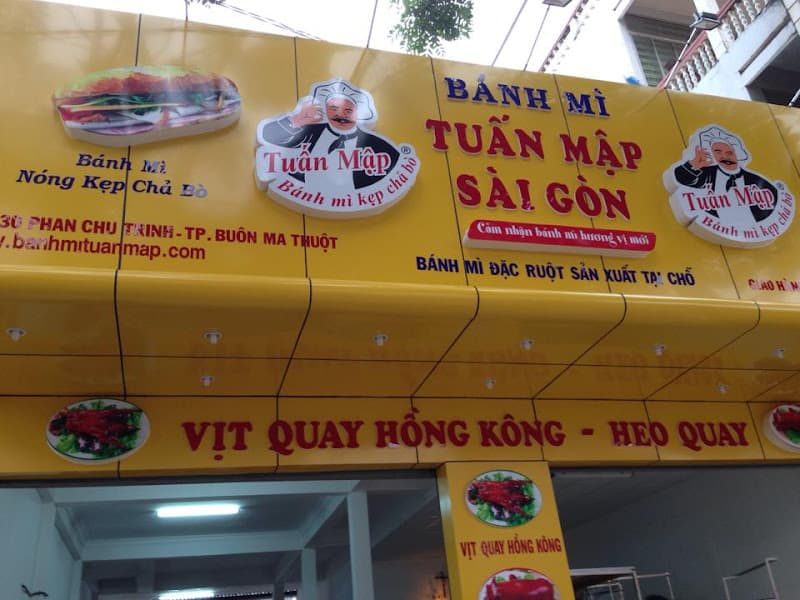 Bánh Mì
Nóng Kẹp Chả Bò
30 PHAN CHU TRINH - TP. BUÔN MA THUỘT
.banhmituanmap.com
Tuấn Mập ®
Bánh mì kẹp chả bò
BÁNH MÌ
TUẤN MẬP
SÀI GÒN
Cảm nhận bánh mì hương vị mới
BÁNH MÌ ĐẶC RUỘT SẢN XUẤT TẠI CHỖ
Tuấn Mập ®
Bánh mì kẹp chả bò
GIAO
VỊT QUAY HỒNG KÔNG - HEO QUAY
VỊT QUAY HỒNG KÔNG